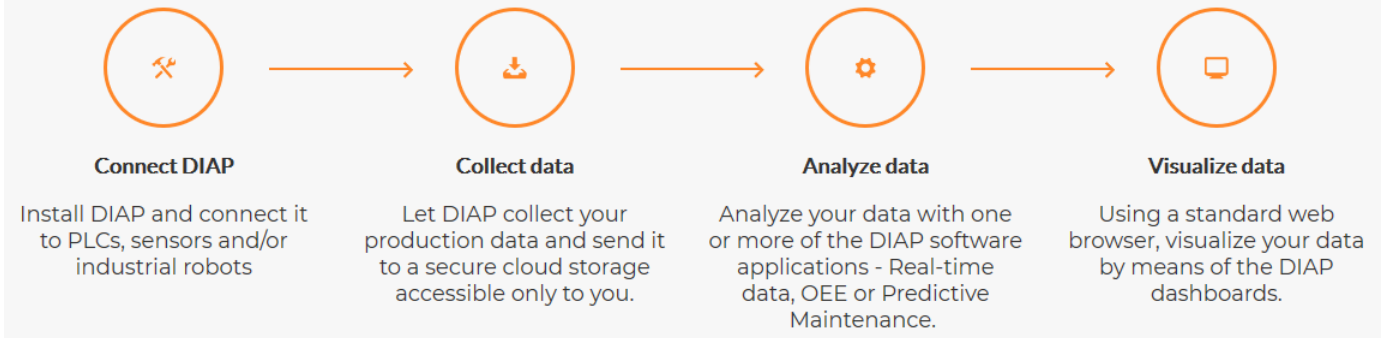 Connect DIAP
Install DIAP and connect it
to PLCs, sensors and/or
industrial robots
Collect data
Let DIAP collect your
production data and send it
to a secure cloud storage
accessible only to you.
Analyze data
Analyze your data with one
or more of the DIAP software
applications - Real-time
data, OEE or Predictive
Maintenance.
Visualize data
Using a standard web
browser, visualize your data
by means of the DIAP
dashboards.